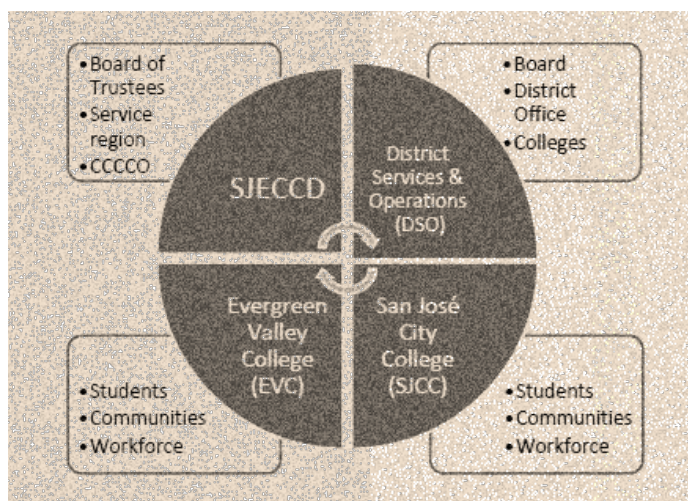 • Board of
Trustees
• Service
region
• CCCCO
SJECCD
• Board
• District
Office
• Colleges
District
Services &
Operations
(DSO)
Evergreen
Valley
College
(EVC)
• Students
• Communities
• Workforce
San José
City
College
(SJCC)
• Students
• Communities
• Workforce